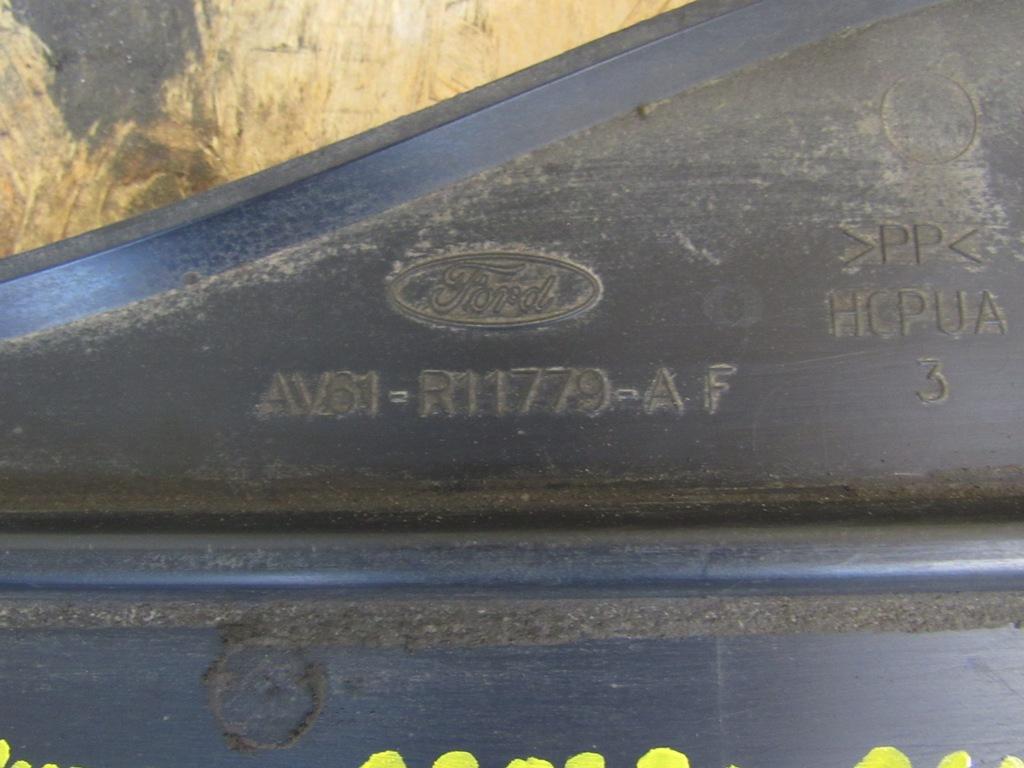 Ford
AV61-R11779-AF
>PP<
HCPUA
3